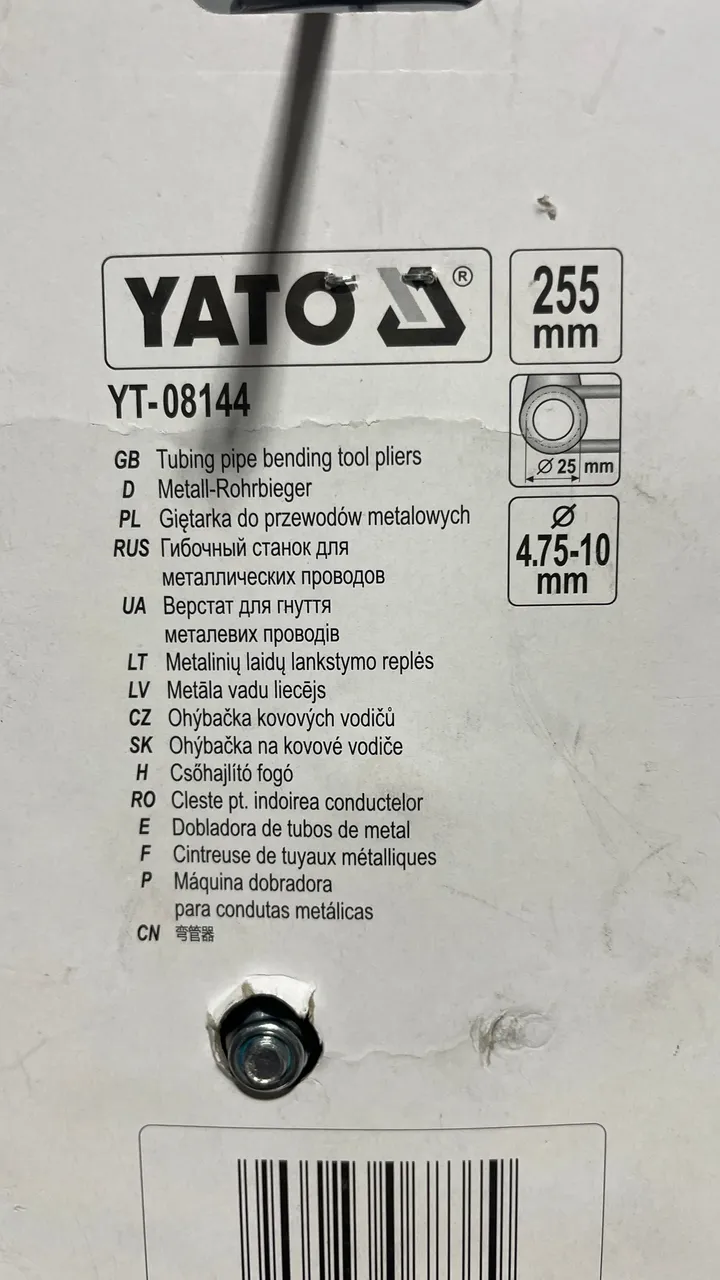 YATO ®
255
mm
YT-08144
Ø 25 mm
Ø
4.75-10
mm
GB Tubing pipe bending tool pliers
D Metall-Rohrbieger
PL Giętarka do przewodów metalowych
RUS Гибочный станок для
металлических проводов
UA Верстат для гнуття
металевих проводів
LT Metalinių laidų lankstymo replės
LV Metāla vadu liecējs
CZ Ohýbačka kovových vodičů
SK Ohýbačka na kovové vodiče
H Csőhajlító fogó
RO Cleste pt. indoirea conductelor
E Dobladora de tubos de metal
F Cintreuse de tuyaux métalliques
P Máquina dobradora
para condutas metálicas
CN 弯管器